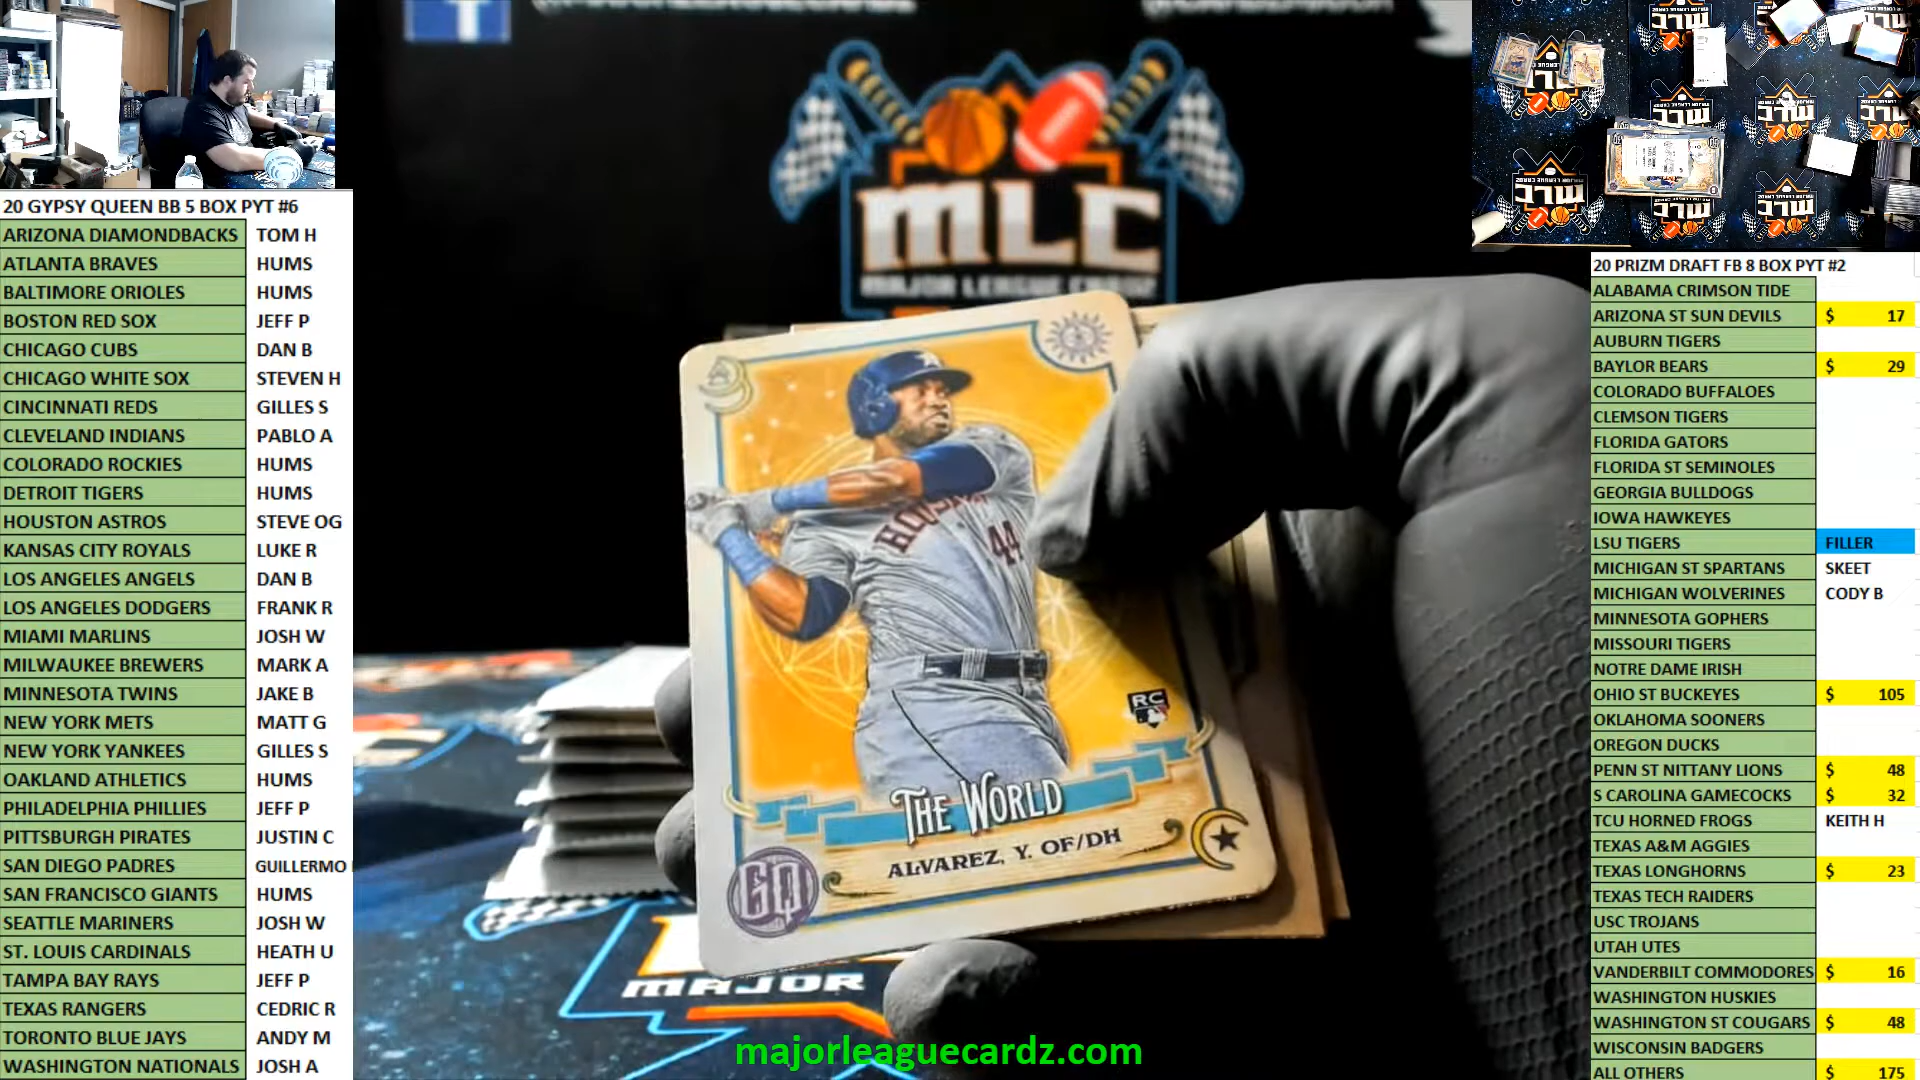 20 GYPSY QUEEN BB 5 BOX PYT #6
ARIZONA DIAMONDBACKS TOM H
ATLANTA BRAVES HUMS
BALTIMORE ORIOLES HUMS
BOSTON RED SOX JEFF P
CHICAGO CUBS DAN B
CHICAGO WHITE SOX STEVEN H
CINCINNATI REDS GILLES S
CLEVELAND INDIANS PABLO A
COLORADO ROCKIES HUMS
DETROIT TIGERS HUMS
HOUSTON ASTROS STEVE OG
KANSAS CITY ROYALS LUKE R
LOS ANGELES ANGELS DAN B
LOS ANGELES DODGERS FRANK R
MIAMI MARLINS JOSH W
MILWAUKEE BREWERS MARK A
MINNESOTA TWINS JAKE B
NEW YORK METS MATT G
NEW YORK YANKEES GILLES S
OAKLAND ATHLETICS HUMS
PHILADELPHIA PHILLIES JEFF P
PITTSBURGH PIRATES JUSTIN C
SAN DIEGO PADRES GUILLERMO
SAN FRANCISCO GIANTS HUMS
SEATTLE MARINERS JOSH W
ST. LOUIS CARDINALS HEATH U
TAMPA BAY RAYS JEFF P
TEXAS RANGERS CEDRIC R
TORONTO BLUE JAYS ANDY M
WASHINGTON NATIONALS JOSH A
MLC
MAJOR LEAGUE CARDZ
HOUSTON
44
RC
THE WORLD
ALVAREZ, Y. OF/DH
GQ
MAJOR
majorleaguecardz.com
20 PRIZM DRAFT FB 8 BOX PYT #2
ALABAMA CRIMSON TIDE
ARIZONA ST SUN DEVILS $ 17
AUBURN TIGERS
BAYLOR BEARS $ 29
COLORADO BUFFALOES
CLEMSON TIGERS
FLORIDA GATORS
FLORIDA ST SEMINOLES
GEORGIA BULLDOGS
IOWA HAWKEYES
LSU TIGERS FILLER
MICHIGAN ST SPARTANS SKEET
MICHIGAN WOLVERINES CODY B
MINNESOTA GOPHERS
MISSOURI TIGERS
NOTRE DAME IRISH
OHIO ST BUCKEYES $ 105
OKLAHOMA SOONERS
OREGON DUCKS
PENN ST NITTANY LIONS $ 48
S CAROLINA GAMECOCKS $ 32
TCU HORNED FROGS KEITH H
TEXAS A&M AGGIES
TEXAS LONGHORNS $ 23
TEXAS TECH RAIDERS
USC TROJANS
UTAH UTES
VANDERBILT COMMODORES $ 16
WASHINGTON HUSKIES
WASHINGTON ST COUGARS $ 48
WISCONSIN BADGERS
ALL OTHERS $ 175